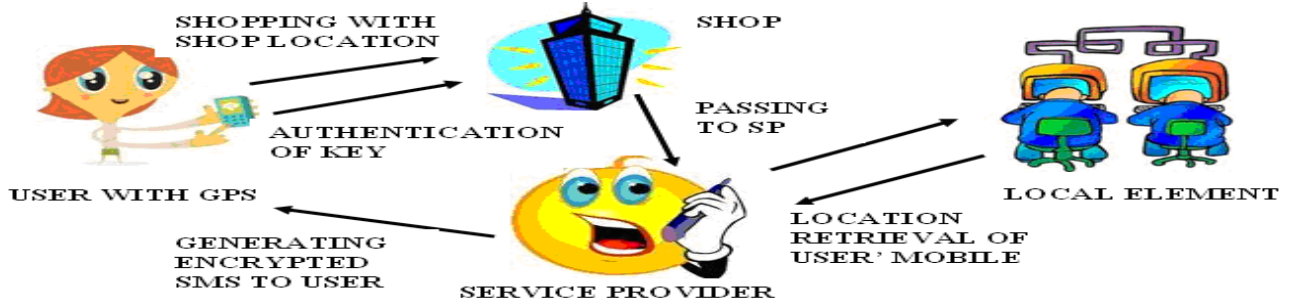 SHOPPING WITH
SHOP LOCATION
SHOP
AUTHENTICATION
OF KEY
PASSING
TO SP
USER WITH GPS
LOCAL ELEMENT
GENERATING
ENCRYPTED
SMS TO USER
LOCATION
RETRIEVAL OF
USER' MOBILE
SERVICE PROVIDER